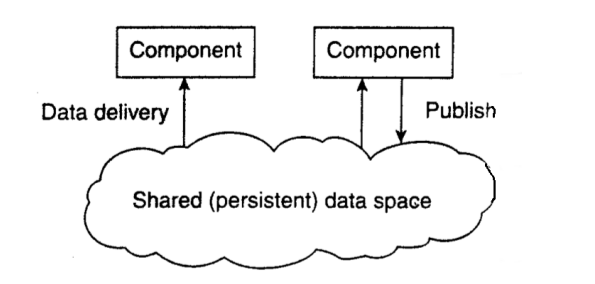 Component
Component
Data delivery
Publish
Shared (persistent) data space